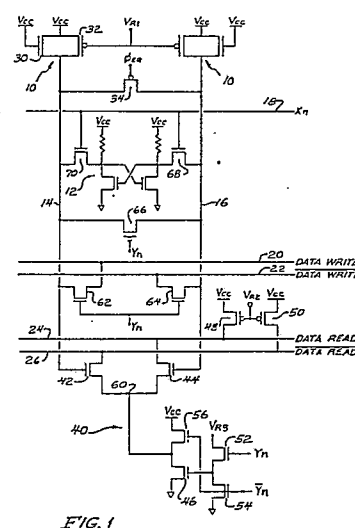 Vcc Vcc VR1 Vcc Vcc
30 32
10 ØEQ 10
34
18
Xn
Vcc Vcc
70 12 68
14 66 16
Yn
20
DATA WRITE
22
DATA WRITE
62 64 Vcc VR2 Vcc
Yn 48 50
24
DATA READ
26
DATA READ
42 60 44
Vcc 56 VR3
52
Yn
40
46
Yn
54
FIG. 1